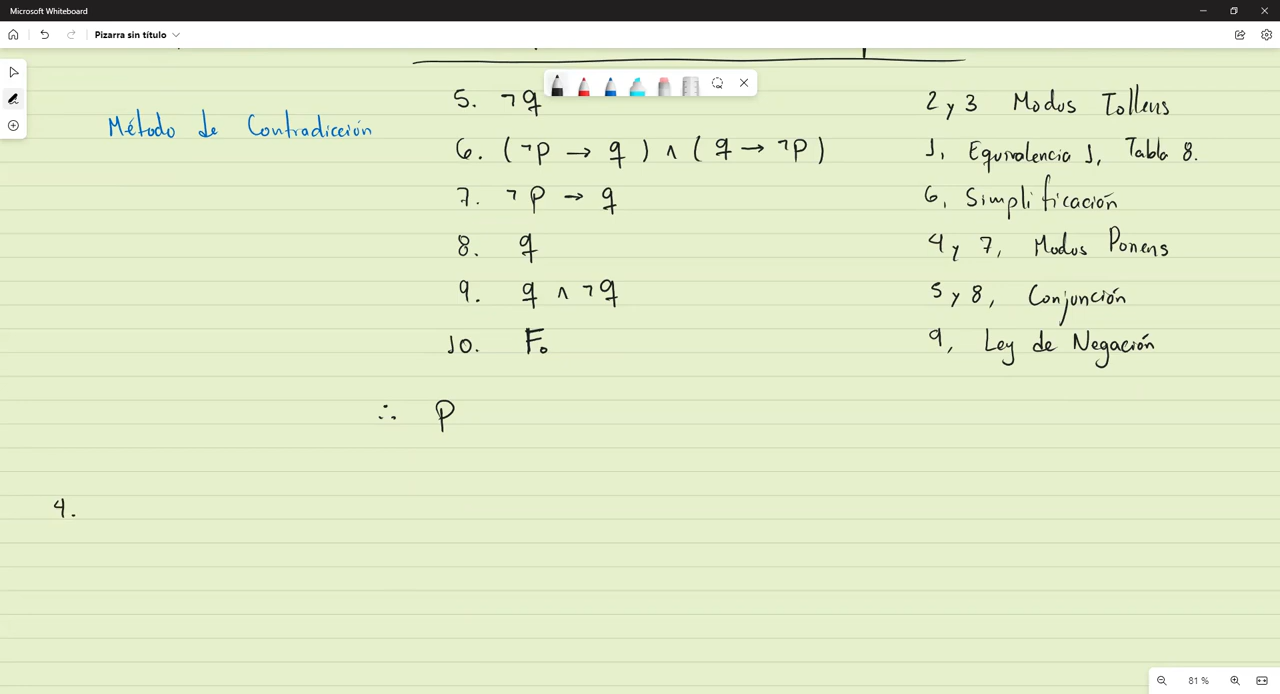 Microsoft Whiteboard
Pizarra sin título
5. ¬q 2 y 3 Modus Tollens
Método de Contradicción
6. (¬p → q) ∧ (q → ¬p) 1, Equivalencia 1, Tabla 8.
7. ¬p → q 6, Simplificación
8. q 4 y 7, Modus Ponens
9. q ∧ ¬q 5 y 8, Conjunción
10. F₀ 9, Ley de Negación
∴ p
4.
81 %